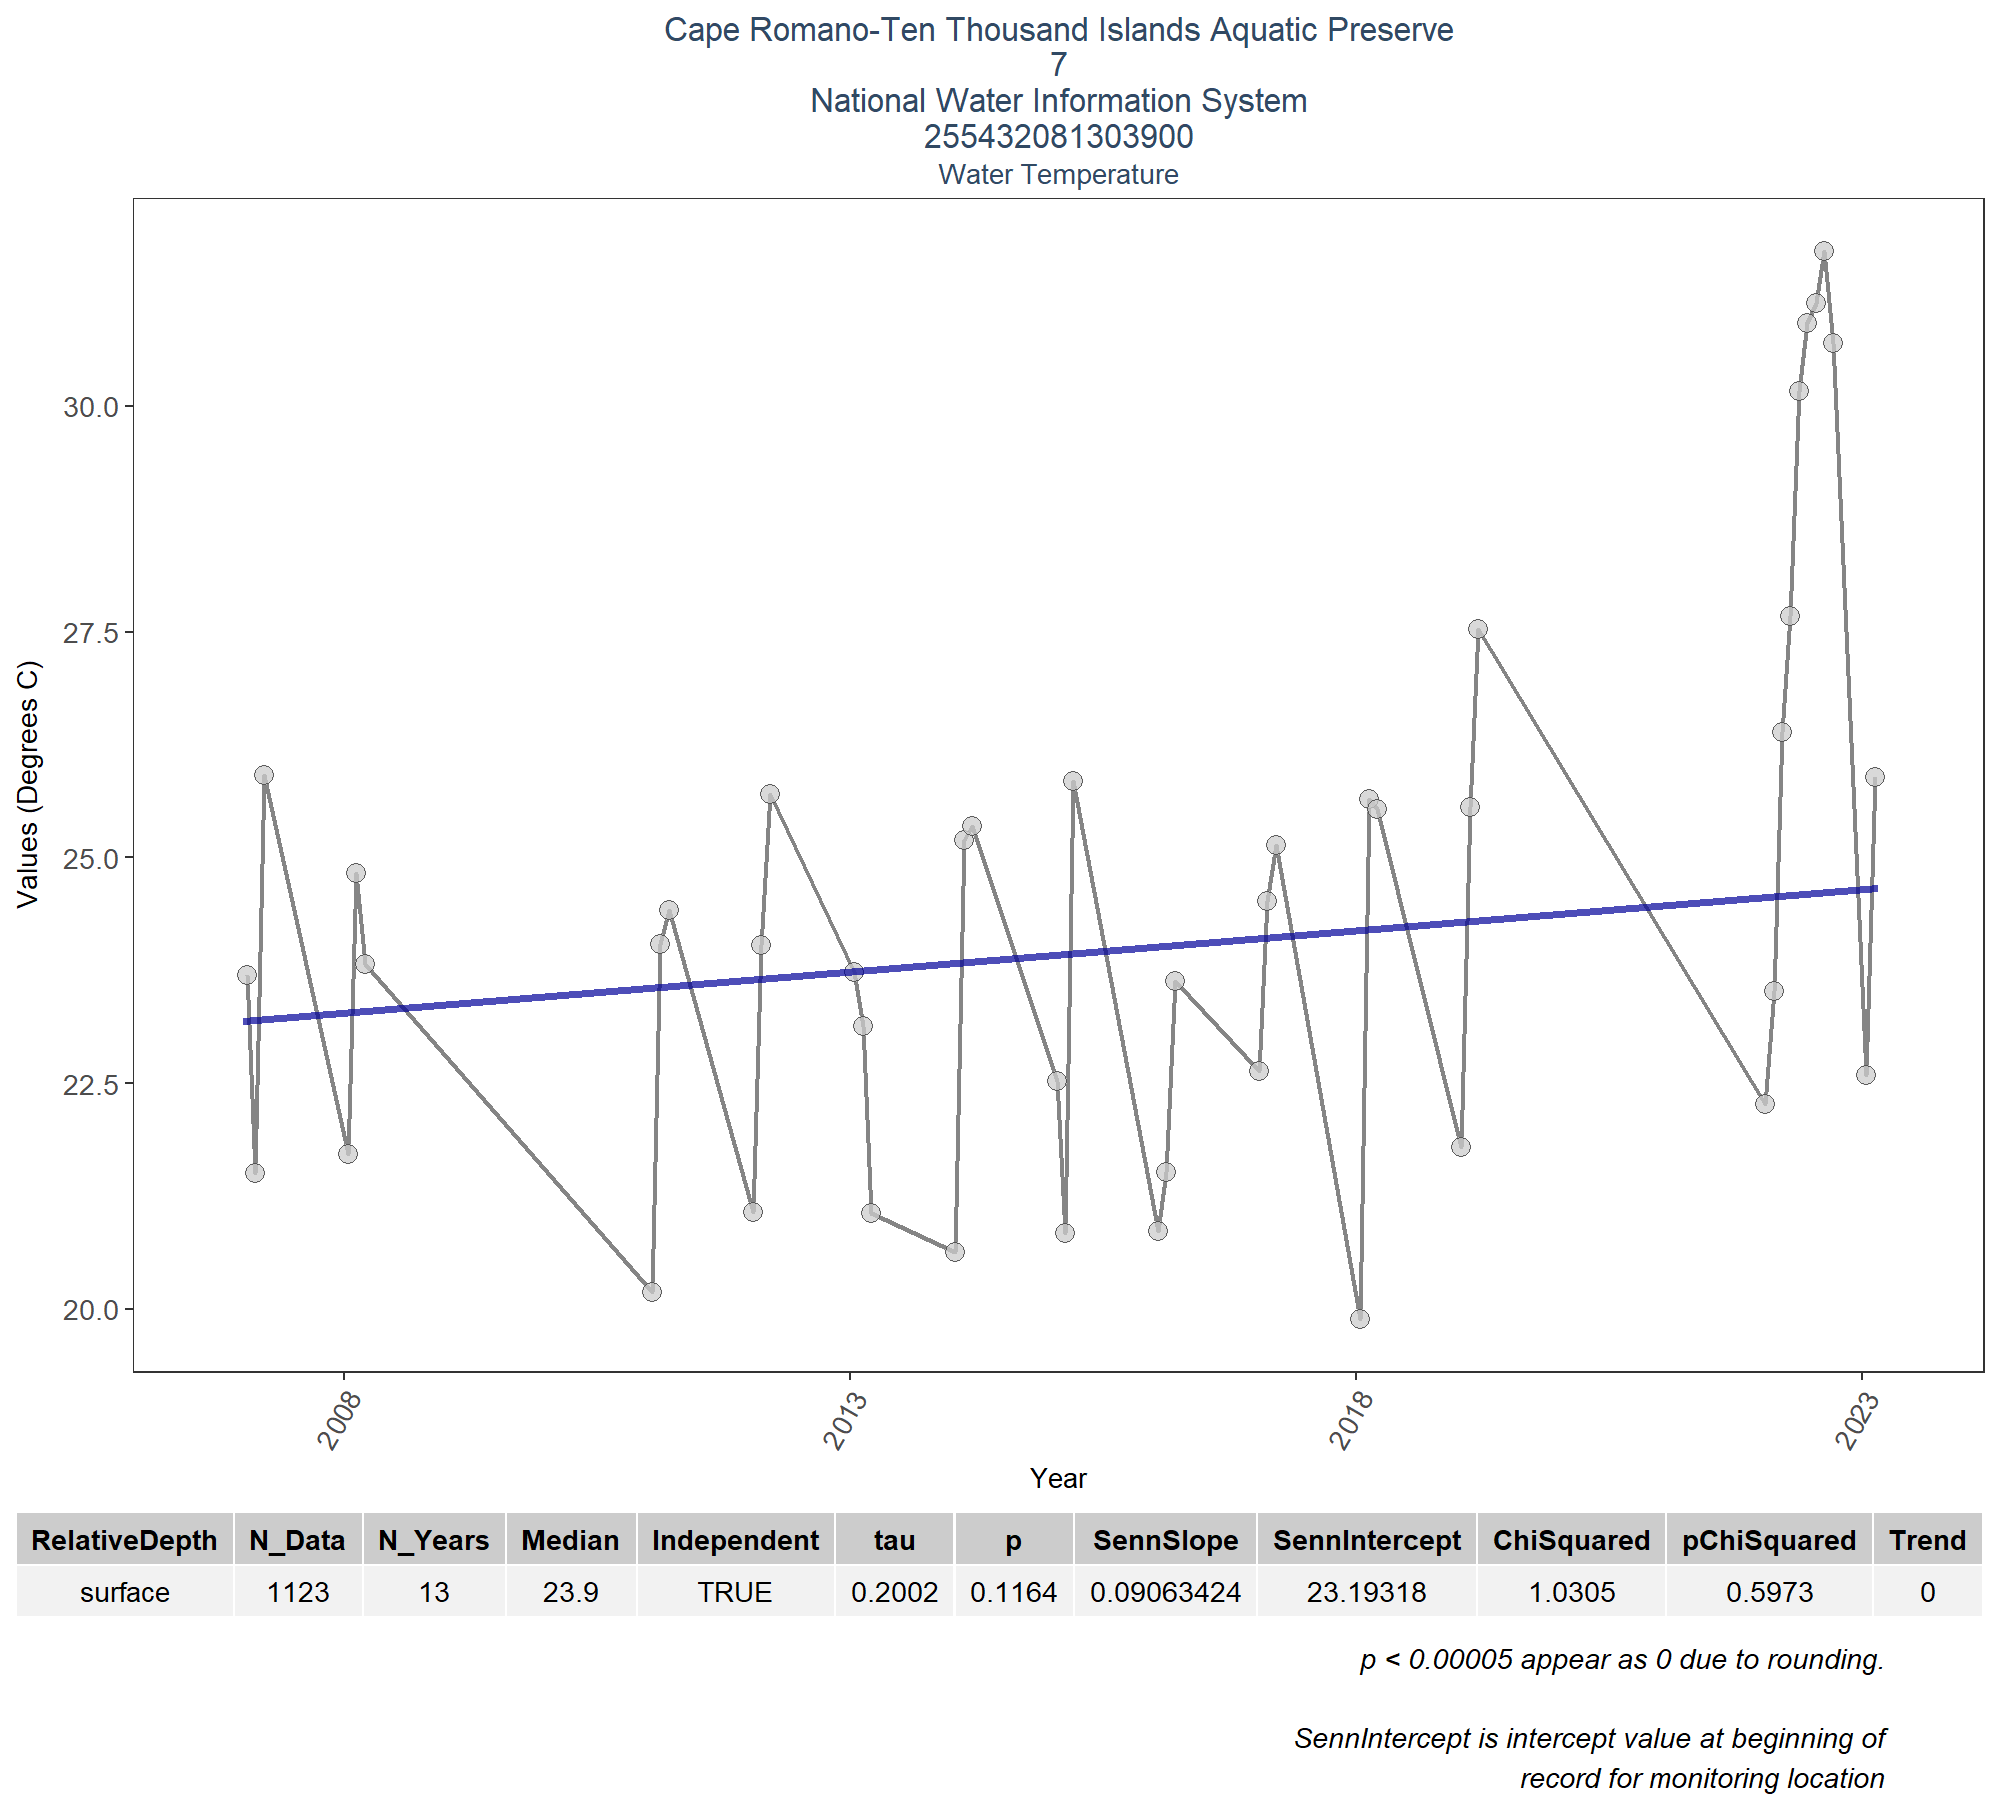 Cape Romano-Ten Thousand Islands Aquatic Preserve
7
National Water Information System
255432081303900
Water Temperature
Values (Degrees C)
30.0
27.5
25.0
22.5
20.0
2008
2013
2018
2023
Year
RelativeDepth N_Data N_Years Median Independent tau p SennSlope SennIntercept ChiSquared pChiSquared Trend
surface 1123 13 23.9 TRUE 0.2002 0.1164 0.09063424 23.19318 1.0305 0.5973 0
p < 0.00005 appear as 0 due to rounding.
SennIntercept is intercept value at beginning of
record for monitoring location